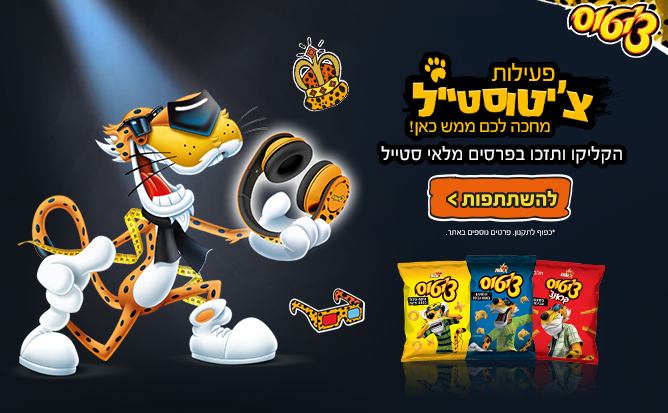 צ'יטוס
פעילות
צ'יטוסטייל
מחכה לכם ממש כאן!
הקליקו ותזכו בפרסים מלאי סטייל
להשתתפות >
*כפוף לתקנון. פרטים נוספים באתר.
צ'יטוס
צ'יטוס
צ'יטוס